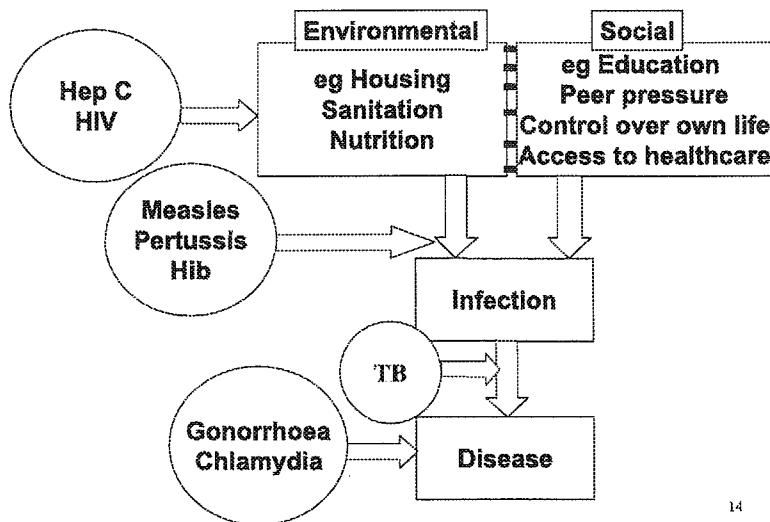 Environmental
Social
Hep C
HIV
eg Housing
Sanitation
Nutrition
eg Education
Peer pressure
Control over own life
Access to healthcare
Measles
Pertussis
Hib
Infection
TB
Gonorrhoea
Chlamydia
Disease
14